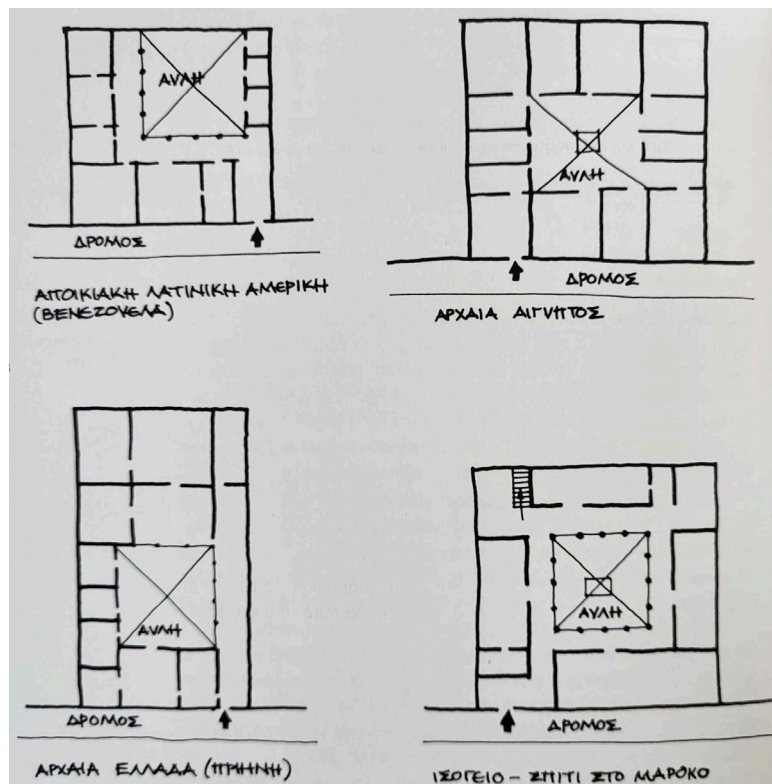 ΑΥΛΗ
ΔΡΟΜΟΣ
ΑΠΟΙΚΙΑΚΗ ΛΑΤΙΝΙΚΗ ΑΜΕΡΙΚΗ
(ΒΕΝΕΖΟΥΕΛΑ)
ΑΥΛΗ
ΔΡΟΜΟΣ
ΑΡΧΑΙΑ ΑΙΓΥΠΤΟΣ
ΑΥΛΗ
ΔΡΟΜΟΣ
ΑΡΧΑΙΑ ΕΛΛΑΔΑ (ΠΡΙΗΝΗ)
ΑΥΛΗ
ΔΡΟΜΟΣ
ΙΣΟΓΕΙΟ - ΣΠΙΤΙ ΣΤΟ ΜΑΡΟΚΟ